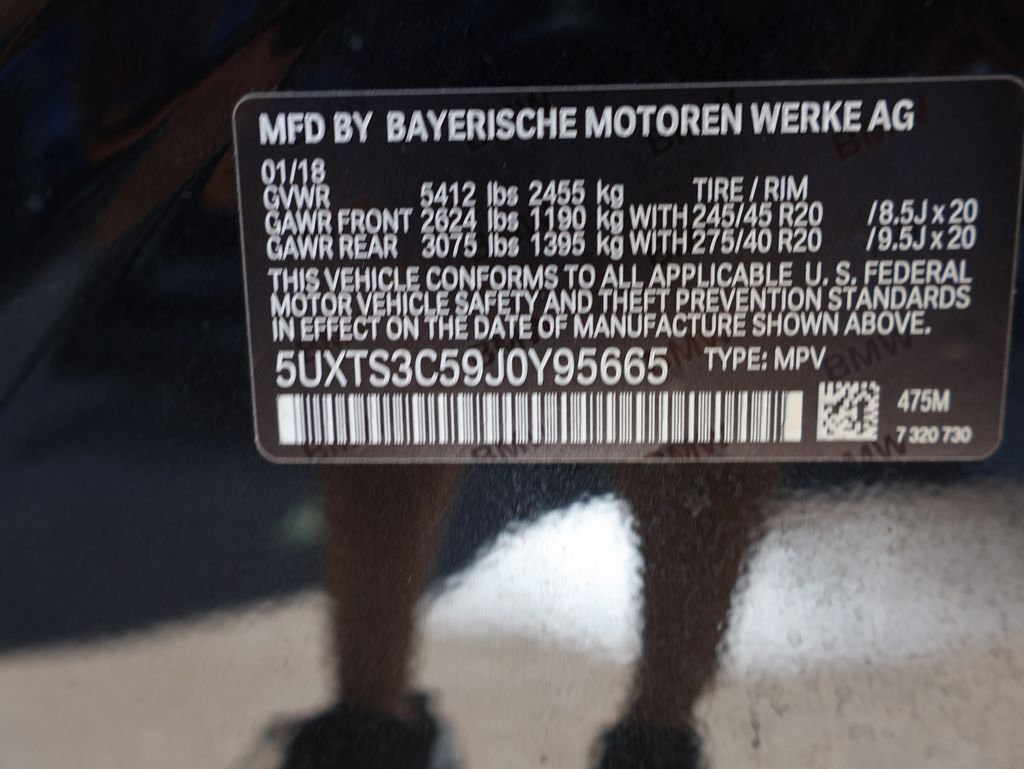 MFD BY BAYERISCHE MOTOREN WERKE AG
01/18
GVWR 5412 lbs 2455 kg TIRE / RIM
GAWR FRONT 2624 lbs 1190 kg WITH 245/45 R20 /8.5J x 20
GAWR REAR 3075 lbs 1395 kg WITH 275/40 R20 /9.5J x 20
THIS VEHICLE CONFORMS TO ALL APPLICABLE U. S. FEDERAL
MOTOR VEHICLE SAFETY AND THEFT PREVENTION STANDARDS
IN EFFECT ON THE DATE OF MANUFACTURE SHOWN ABOVE.
5UXTS3C59J0Y95665 TYPE: MPV
475M
7 320 730